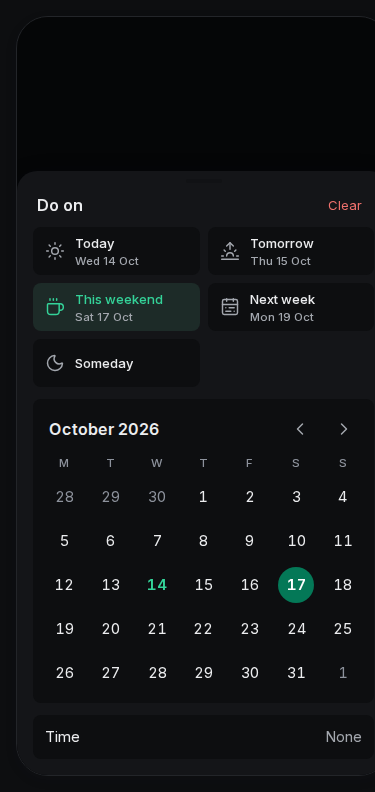 Do on
Clear
Today
Wed 14 Oct
Tomorrow
Thu 15 Oct
This weekend
Sat 17 Oct
Next week
Mon 19 Oct
Someday
October 2026
M T W T F S S
28 29 30 1 2 3 4
5 6 7 8 9 10 11
12 13 14 15 16 17 18
19 20 21 22 23 24 25
26 27 28 29 30 31 1
Time
None